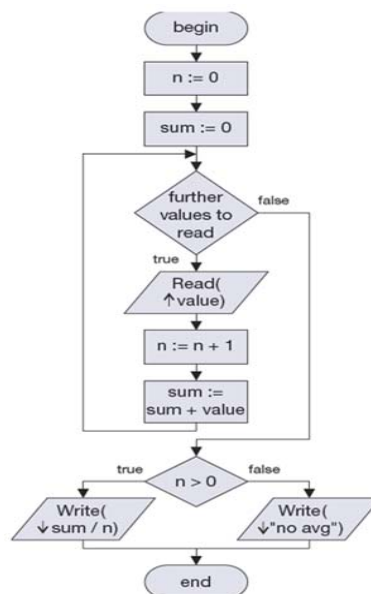 begin
n := 0
sum := 0
further
values to
read
false
true
Read(
↑value)
n := n + 1
sum :=
sum + value
true
n > 0
false
Write(
↓sum / n)
Write(
↓"no avg")
end